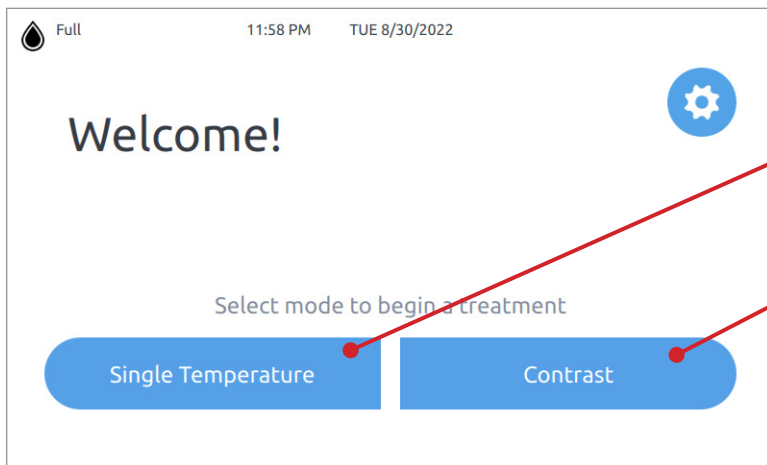 Full 11:58 PM TUE 8/30/2022
Welcome!
Select mode to begin a treatment
Single Temperature Contrast